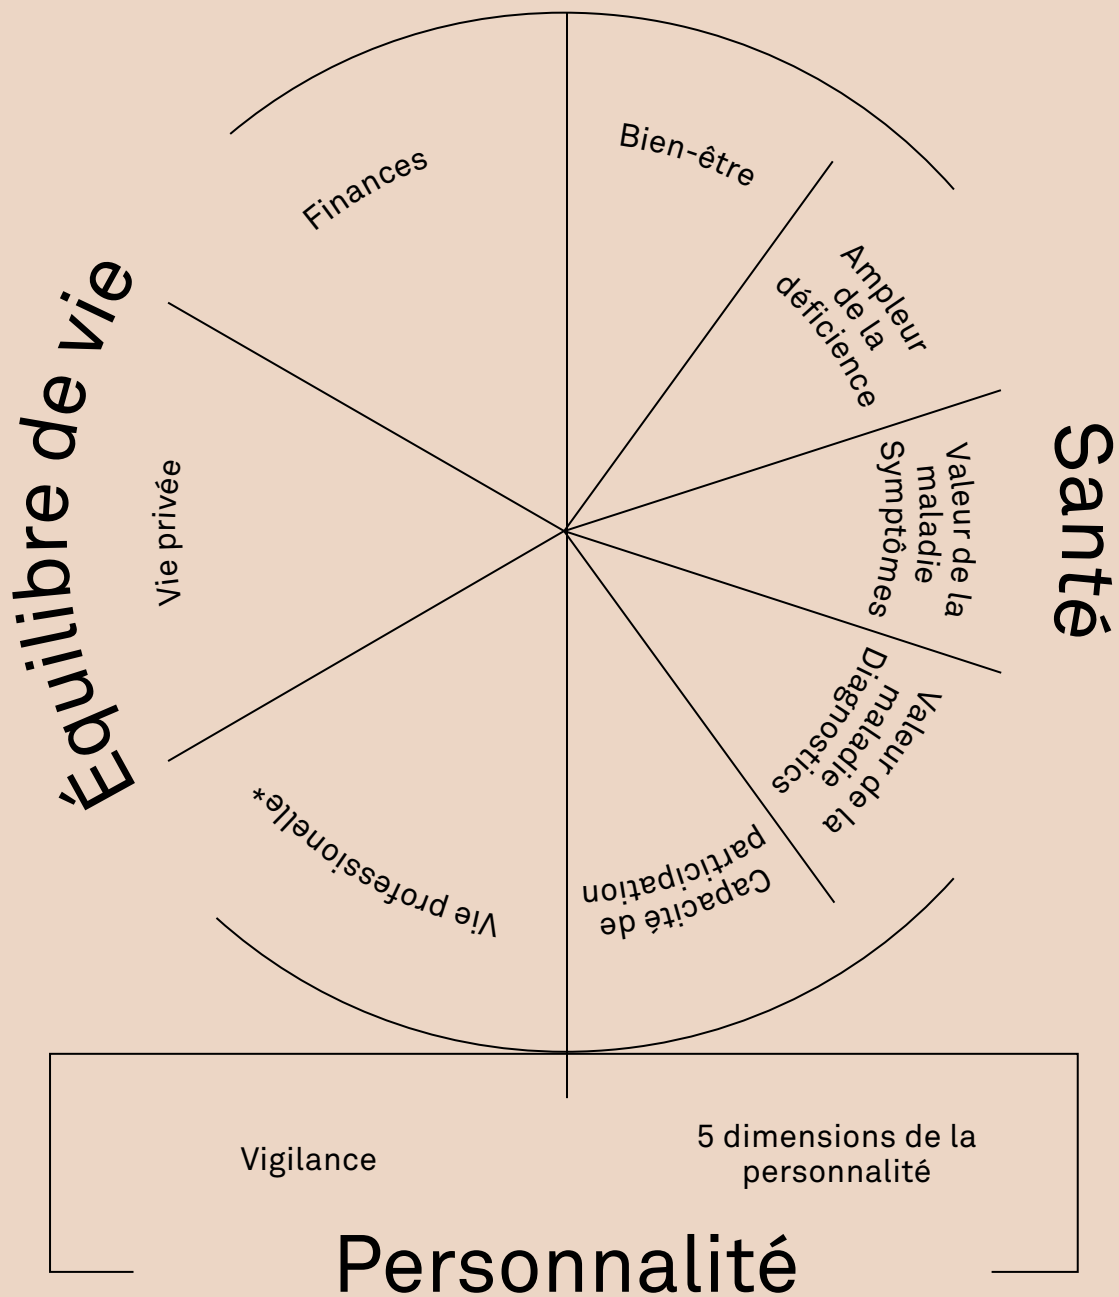 Finances
Bien-être
Ampleur
de la
déficience
Équilibre de vie
Vie privée
Valeur de la
maladie
Symptômes
Santé
Valeur de la
maladie
Diagnostics
Vie professionelle*
Capacité de
participation
Vigilance
5 dimensions de la
personnalité
Personnalité